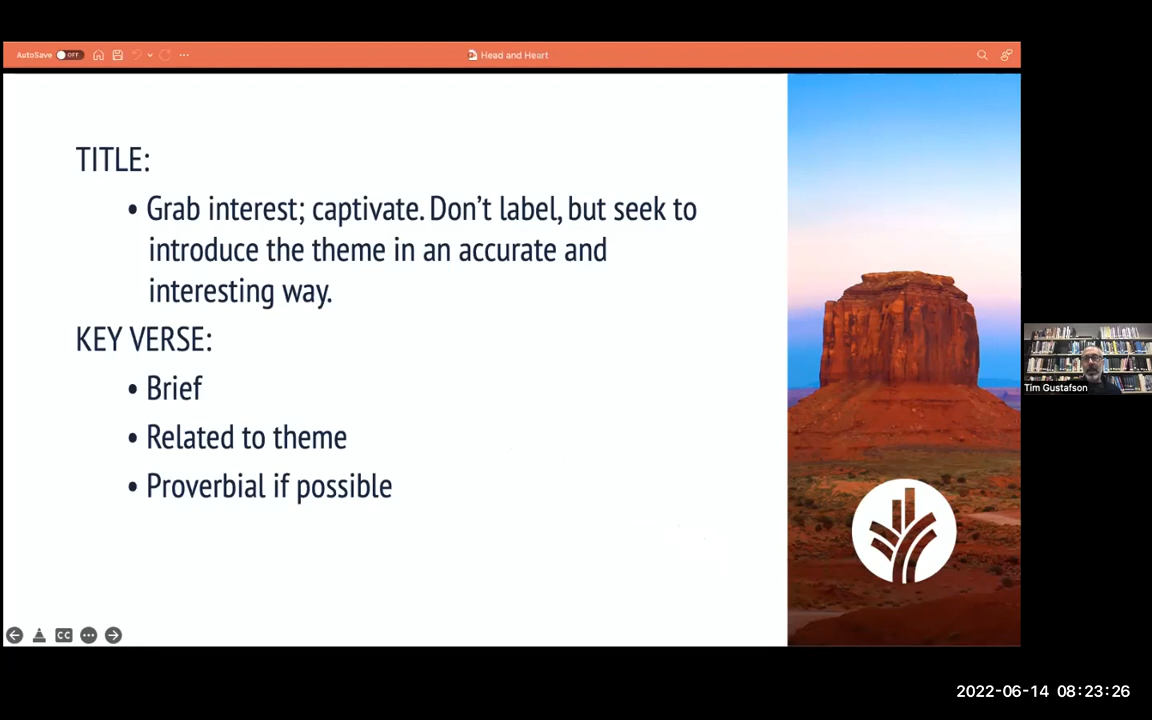 AutoSave OFF
Head and Heart
TITLE:
• Grab interest; captivate. Don’t label, but seek to
introduce the theme in an accurate and
interesting way.
KEY VERSE:
• Brief
• Related to theme
• Proverbial if possible
Tim Gustafson
CC
2022-06-14 08:23:26